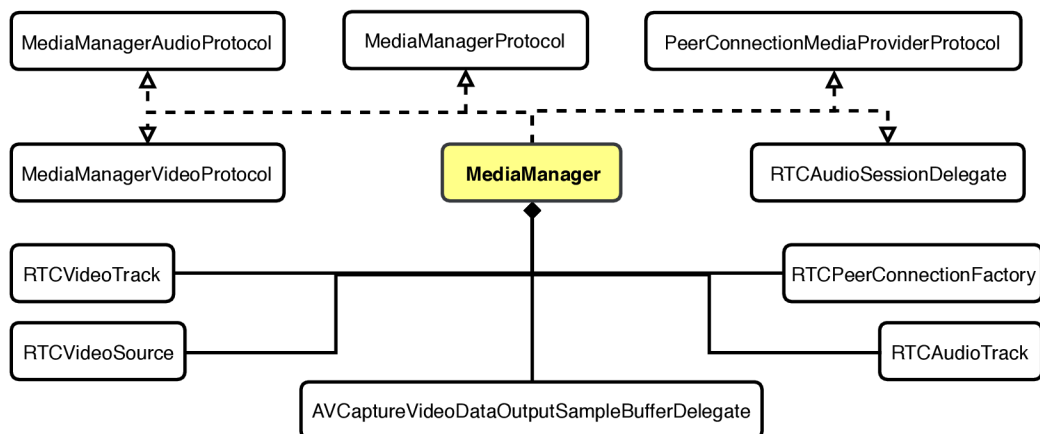 MediaManagerAudioProtocol
MediaManagerProtocol
PeerConnectionMediaProviderProtocol
MediaManagerVideoProtocol
MediaManager
RTCAudioSessionDelegate
RTCVideoTrack
RTCPeerConnectionFactory
RTCVideoSource
RTCAudioTrack
AVCaptureVideoDataOutputSampleBufferDelegate